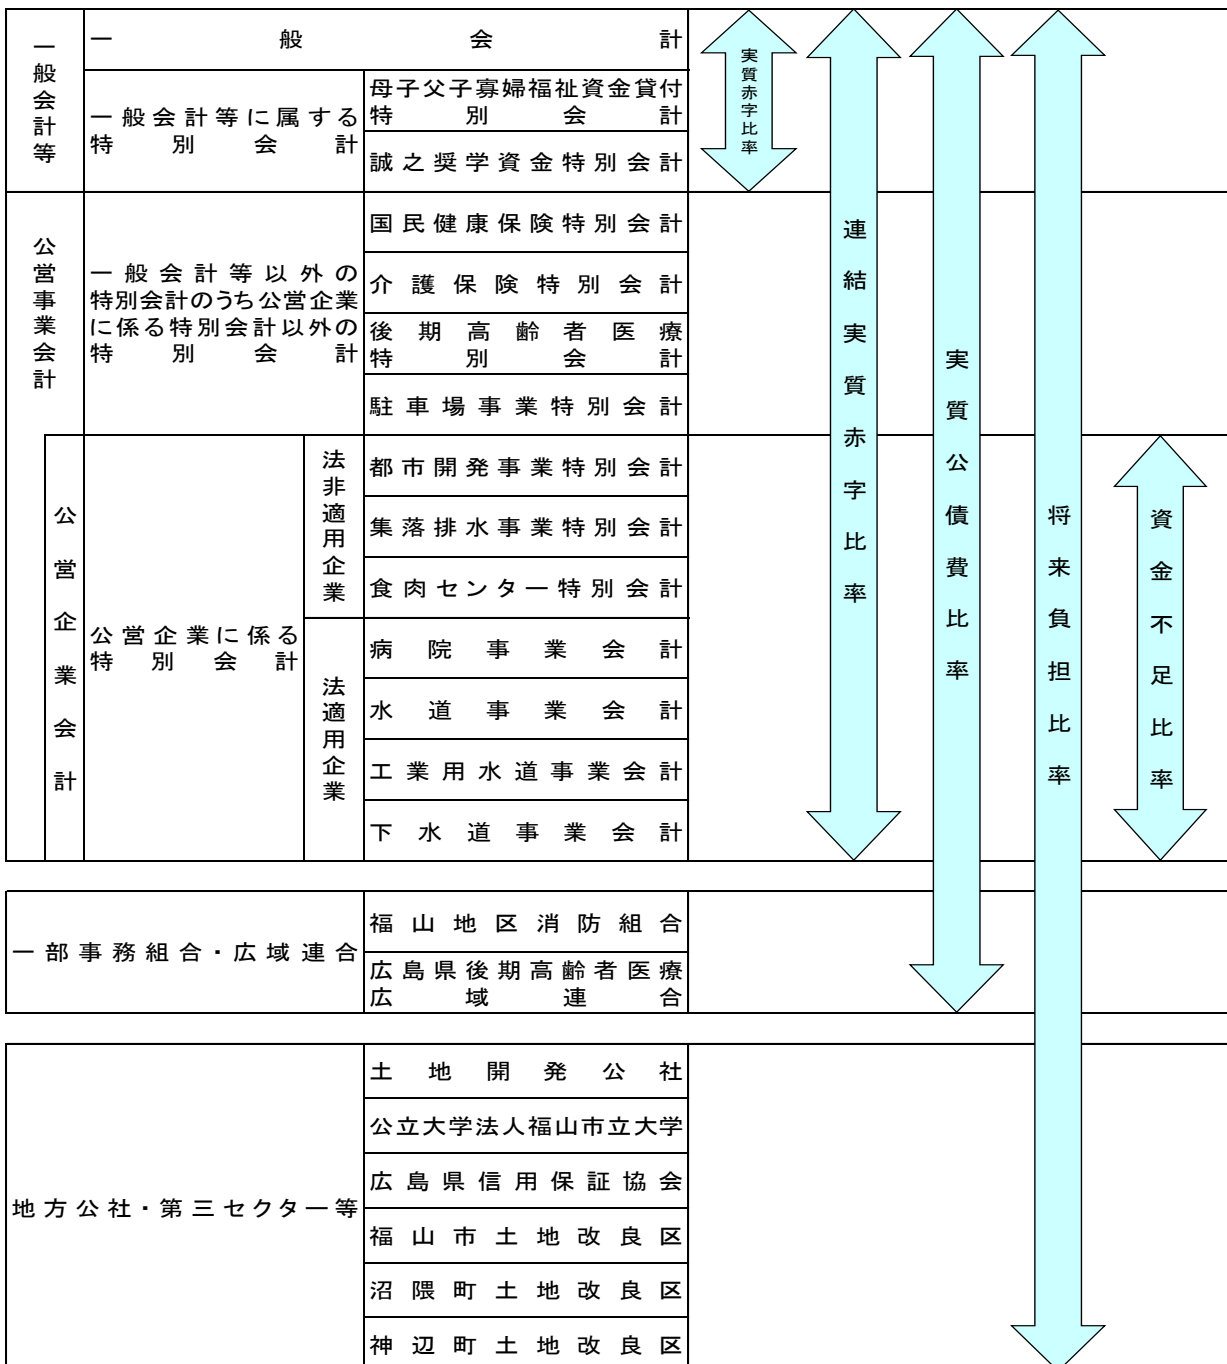 一般会計等
一般会計
一般会計等に属する
特別会計
母子父子寡婦福祉資金貸付
特別会計
誠之奨学資金特別会計
公営事業会計
一般会計等以外の
特別会計のうち公営企業
に係る特別会計以外の
特別会計
国民健康保険特別会計
介護保険特別会計
後期高齢者医療
特別会計
駐車場事業特別会計
公営企業会計
公営企業に係る
特別会計
法非適用企業
都市開発事業特別会計
集落排水事業特別会計
食肉センター特別会計
法適用企業
病院事業会計
水道事業会計
工業用水道事業会計
下水道事業会計
実質赤字比率
連結実質赤字比率
実質公債費比率
将来負担比率
資金不足比率
一部事務組合・広域連合
福山地区消防組合
広島県後期高齢者医療
広域連合
地方公社・第三セクター等
土地開発公社
公立大学法人福山市立大学
広島県信用保証協会
福山市土地改良区
沼隈町土地改良区
神辺町土地改良区